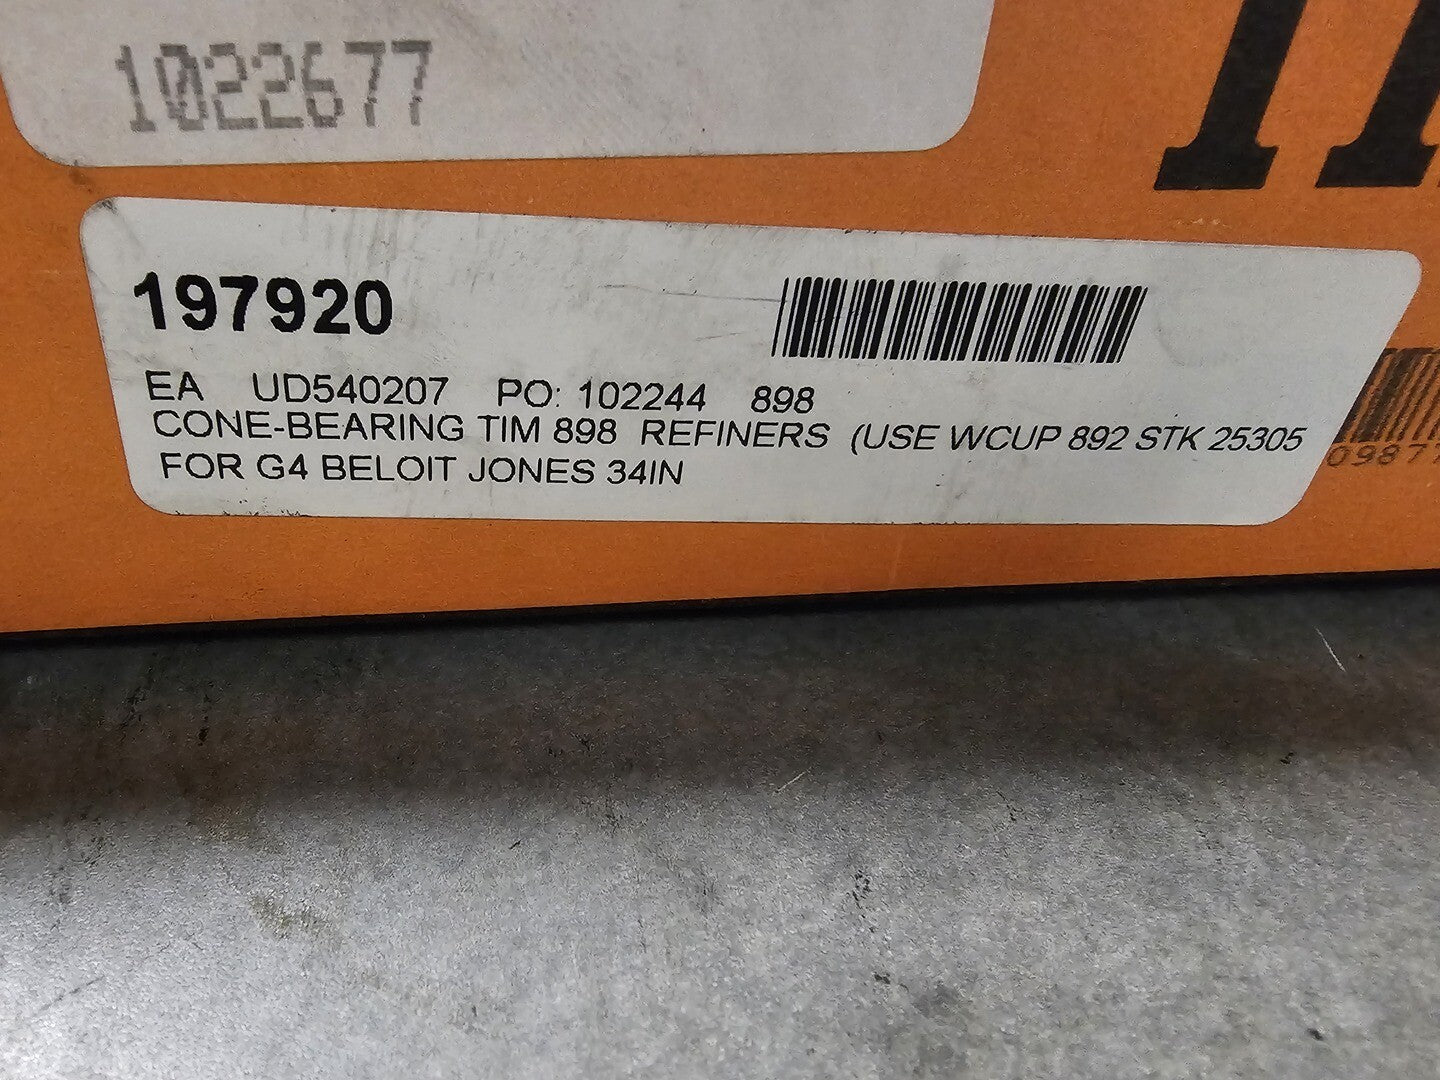 1022677
197920
EA UD540207 PO: 102244 898
CONE-BEARING TIM 898 REFINERS (USE WCUP 892 STK 25305
FOR G4 BELOIT JONES 34IN